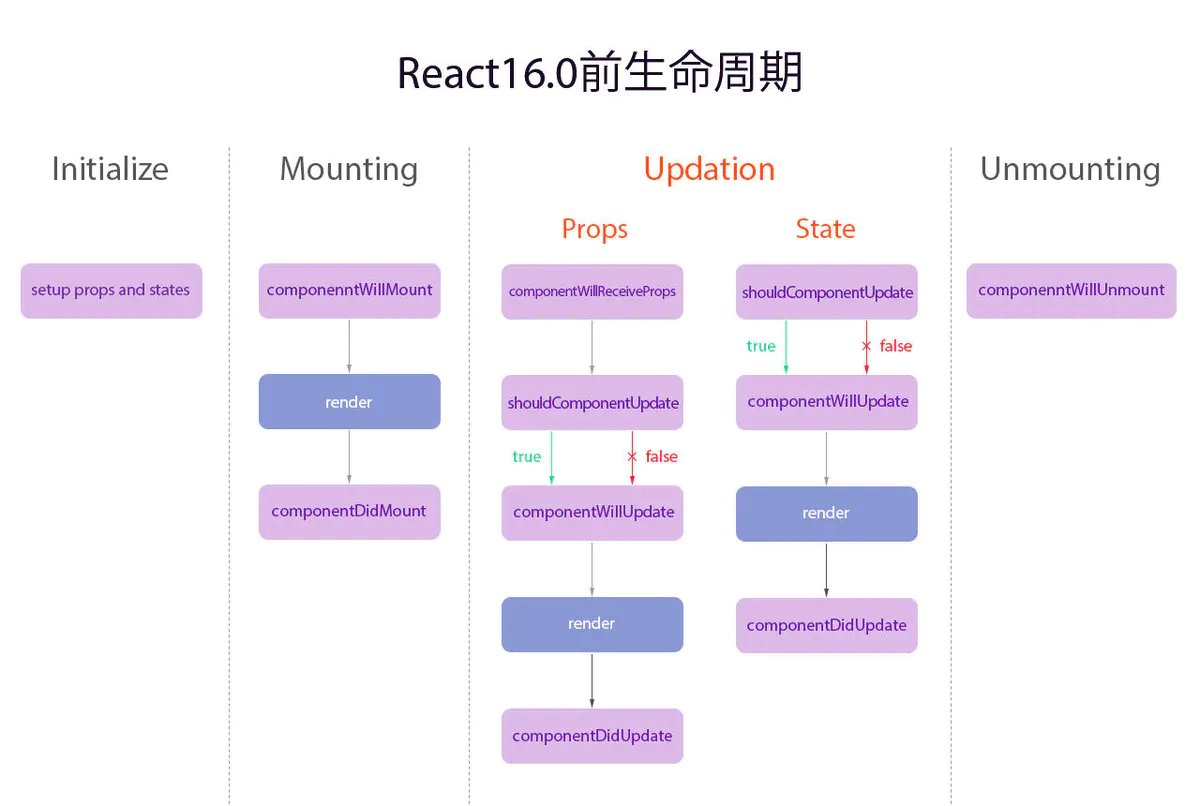 React16.0前生命周期
Initialize
setup props and states
Mounting
componenntWillMount
render
componentDidMount
Updation
Props
componentWillReceiveProps
shouldComponentUpdate
true
false
componentWillUpdate
render
componentDidUpdate
State
shouldComponentUpdate
true
false
componentWillUpdate
render
componentDidUpdate
Unmounting
componenntWillUnmount